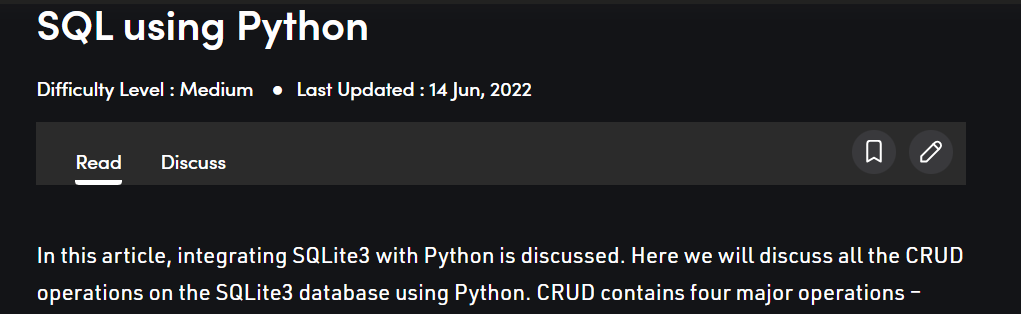 SQL using Python
Difficulty Level : Medium ● Last Updated : 14 Jun, 2022
Read Discuss
In this article, integrating SQLite3 with Python is discussed. Here we will discuss all the CRUD
operations on the SQLite3 database using Python. CRUD contains four major operations –